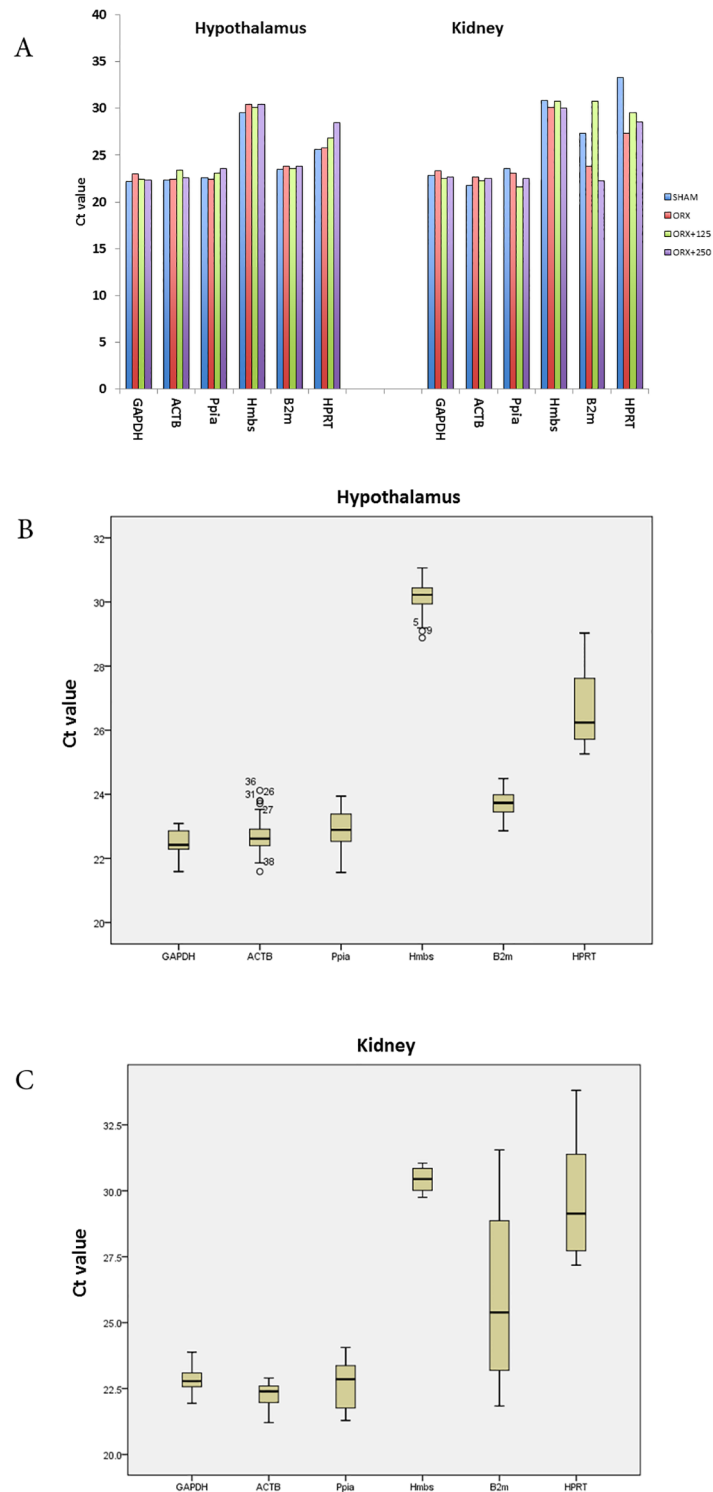 A
Hypothalamus
Kidney
40
35
30
25
20
15
10
5
0
Ct value
GAPDH
ACTB
Ppia
Hmbs
B2m
HPRT
GAPDH
ACTB
Ppia
Hmbs
B2m
HPRT
SHAM
ORX
ORX+125
ORX+250
B
Hypothalamus
Ct value
32
30
28
26
24
22
20
5
9
36
26
31
27
38
GAPDH
ACTB
Ppia
Hmbs
B2m
HPRT
C
Kidney
Ct value
32.5
30.0
27.5
25.0
22.5
20.0
GAPDH
ACTB
Ppia
Hmbs
B2m
HPRT